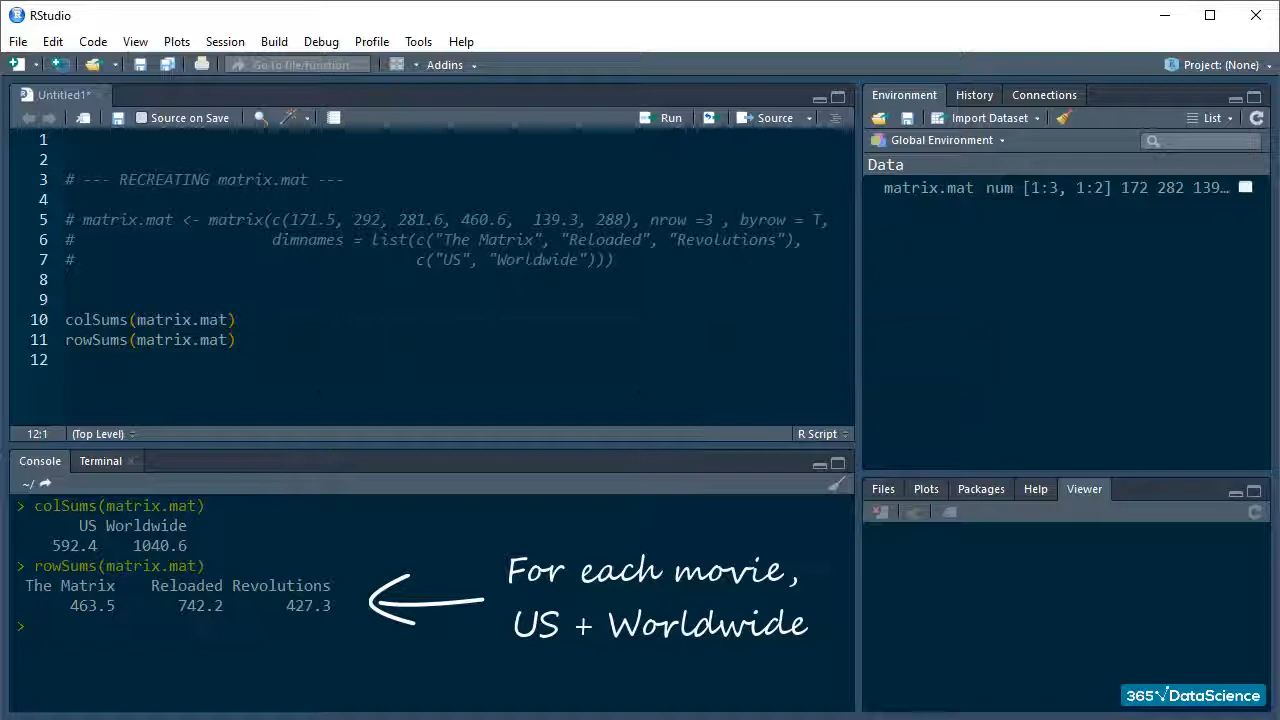 RStudio
File Edit Code View Plots Session Build Debug Profile Tools Help
Go to file/function Addins Project: (None)
Untitled1*
Source on Save Run Source
1
2
3 # --- RECREATING matrix.mat ---
4
5 # matrix.mat <- matrix(c(171.5, 292, 281.6, 460.6,  139.3, 288), nrow =3 , byrow = T,
6 #                      dimnames = list(c("The Matrix", "Reloaded", "Revolutions"),
7 #                                      c("US", "Worldwide")))
8
9
10 colSums(matrix.mat)
11 rowSums(matrix.mat)
12
12:1 (Top Level) R Script
Console Terminal
~/
> colSums(matrix.mat)
US Worldwide
592.4 1040.6
> rowSums(matrix.mat)
The Matrix Reloaded Revolutions
463.5 742.2 427.3
>
For each movie,
US + Worldwide
Environment History Connections
Import Dataset List
Global Environment
Data
matrix.mat num [1:3, 1:2] 172 282 139…
Files Plots Packages Help Viewer
365 DataScience